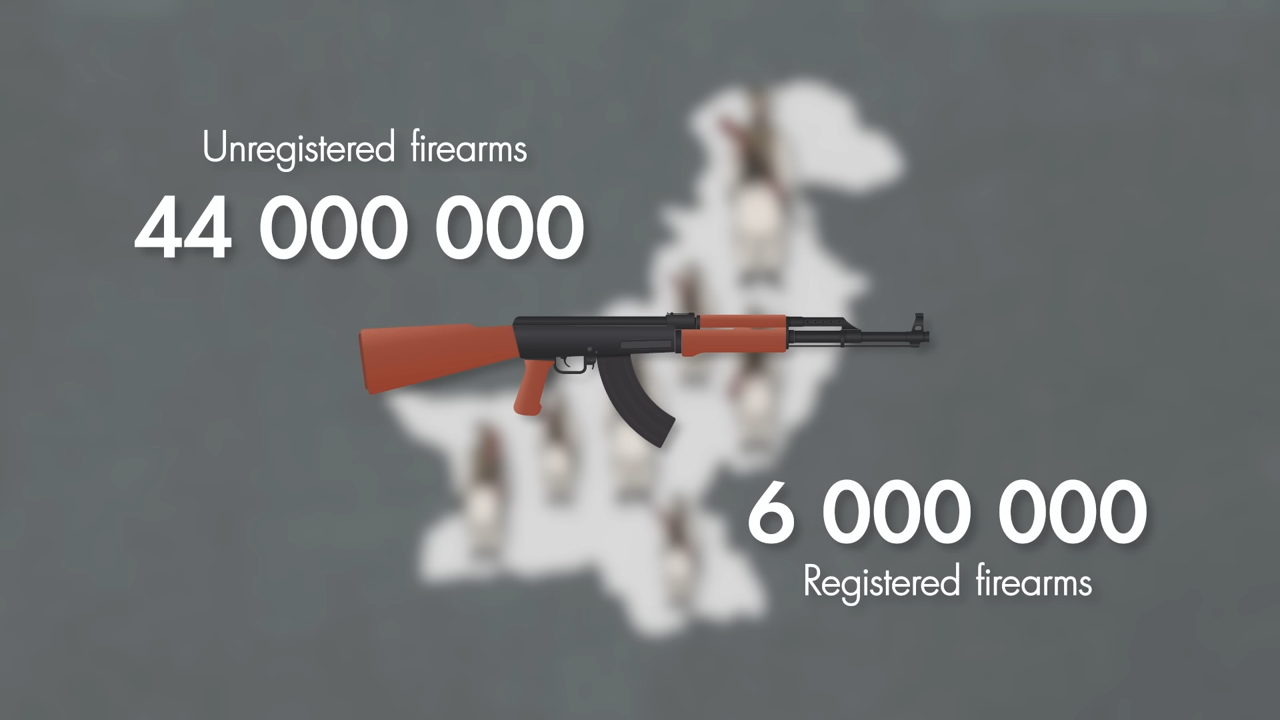 Unregistered firearms
44 000 000
6 000 000
Registered firearms